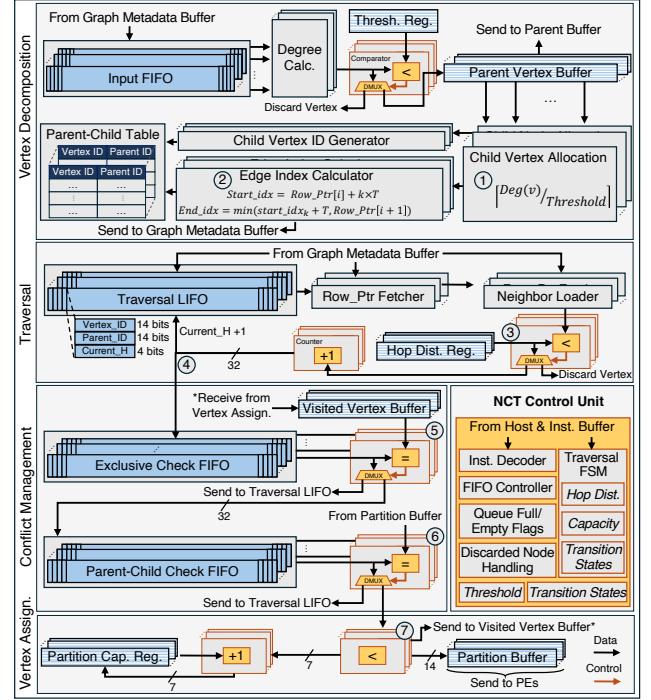 Vertex Decomposition
From Graph Metadata Buffer
Input FIFO
Degree
Calc.
Thresh. Reg.
Comparator
<
DMUX
Discard Vertex
Send to Parent Buffer
Parent Vertex Buffer
...
Parent-Child Table
Vertex ID Parent ID
Vertex ID Parent ID
... ...
... ...
... ...
Child Vertex ID Generator
② Edge Index Calculator
Start_idx = Row_Ptr[i] + k×T
End_idx = min(start_idx_k + T, Row_Ptr[i + 1])
Send to Graph Metadata Buffer
Child Vertex Allocation
①
⌈Deg(v)/Threshold⌉
Traversal
From Graph Metadata Buffer
Traversal LIFO
Row_Ptr Fetcher
Neighbor Loader
Vertex_ID 14 bits
Parent_ID 14 bits
Current_H 4 bits
Current_H +1
④
32
Counter
+1
Hop Dist. Reg.
③
<
DMUX
Discard Vertex
Conflict Management
*Receive from
Vertex Assign.
Visited Vertex Buffer
⑤
Exclusive Check FIFO
=
DMUX
Send to Traversal LIFO
32
From Partition Buffer
⑥
Parent-Child Check FIFO
=
DMUX
Send to Traversal LIFO
NCT Control Unit
From Host & Inst. Buffer
Inst. Decoder
FIFO Controller
Queue Full/
Empty Flags
Discarded Node
Handling
Traversal
FSM
Hop Dist.
Capacity
Transition
States
Threshold
Transition States
Vertex Assign.
⑦
Send to Visited Vertex Buffer*
Partition Cap. Reg.
+1
<
7
7
14
Partition Buffer
Send to PEs
Data
Control